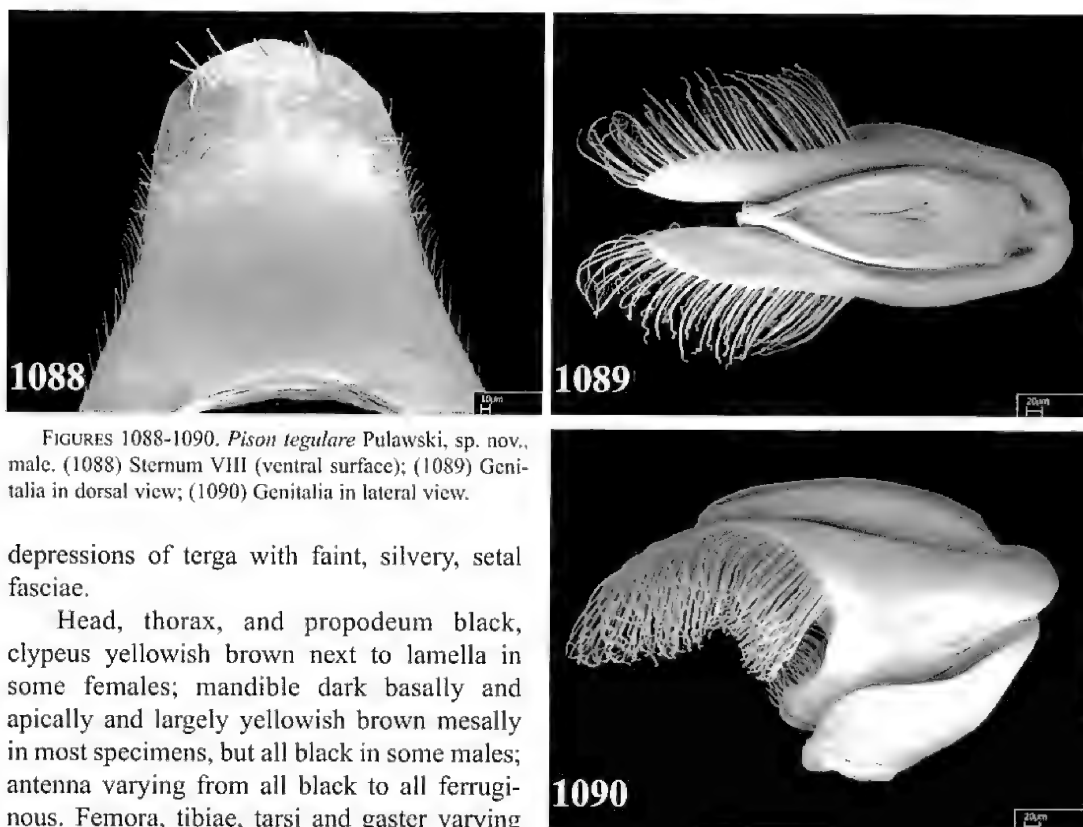 1088
10µm
1089
20µm
FIGURES 1088-1090. Pison tegulare Pulawski, sp. nov.,
male. (1088) Sternum VIII (ventral surface); (1089) Geni-
talia in dorsal view; (1090) Genitalia in lateral view.
depressions of terga with faint, silvery, setal
fasciae.
Head, thorax, and propodeum black,
clypeus yellowish brown next to lamella in
some females; mandible dark basally and
apically and largely yellowish brown mesally
in most specimens, but all black in some males;
antenna varying from all black to all ferrugi-
nous. Femora, tibiae, tarsi and gaster varying
1090
20µm